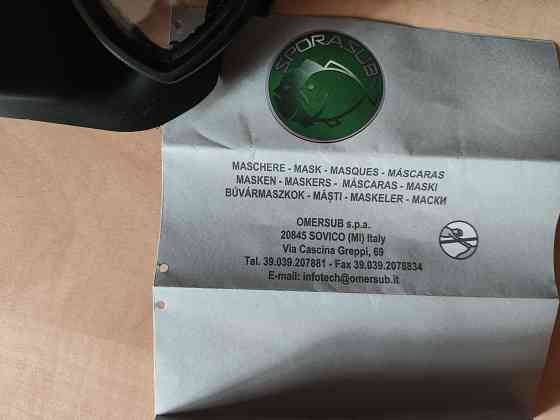 SPORASUB
MASCHERE - MASK - MASQUES - MÁSCARAS
MASKEN - MASKERS - MÁSCARAS - MASKI
BÚVÁRMASZKOK - MĂŞTI - MASKELER - МАСКИ
OMERSUB s.p.a.
20845 SOVICO (MI) Italy
Via Cascina Greppi, 69
Tal. 39.039.207881 - Fax 39.039.2078834
E-mail: infotech@omersub.it